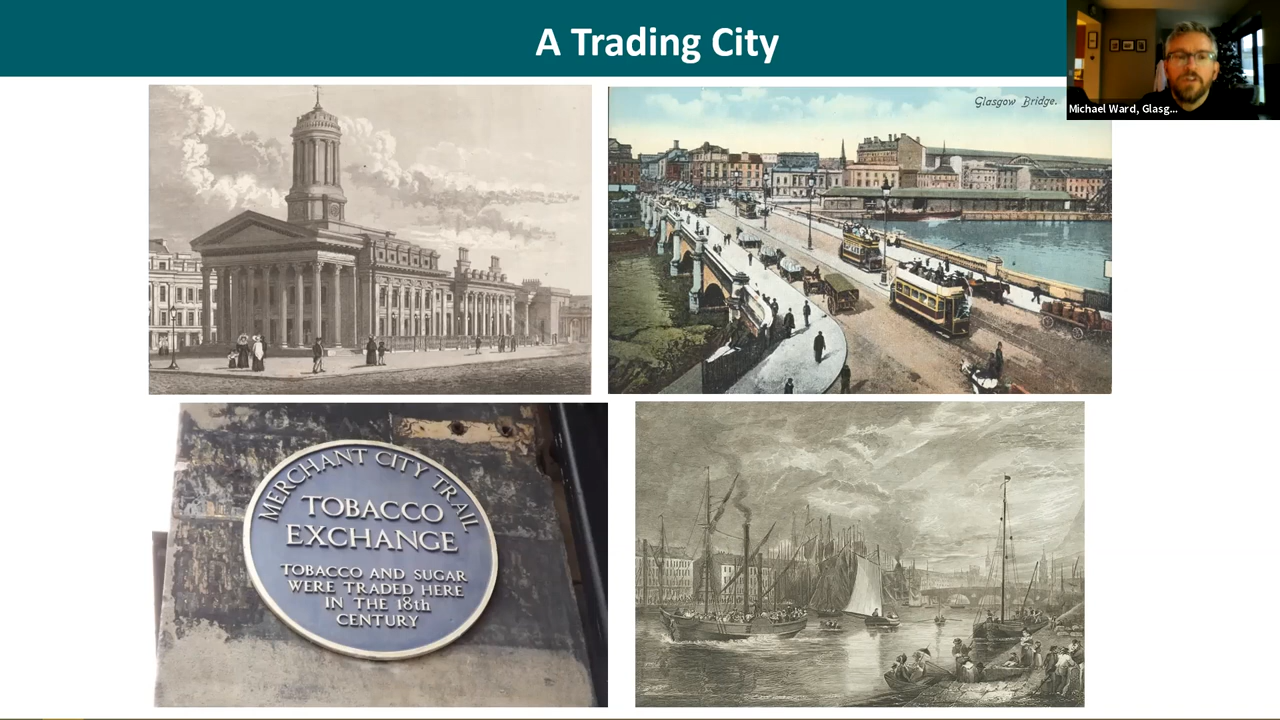 A Trading City
Michael Ward, Glasg...
Glasgow Bridge.
MERCHANT CITY TRAIL
TOBACCO
EXCHANGE
TOBACCO AND SUGAR
WERE TRADED HERE
IN THE 18th
CENTURY